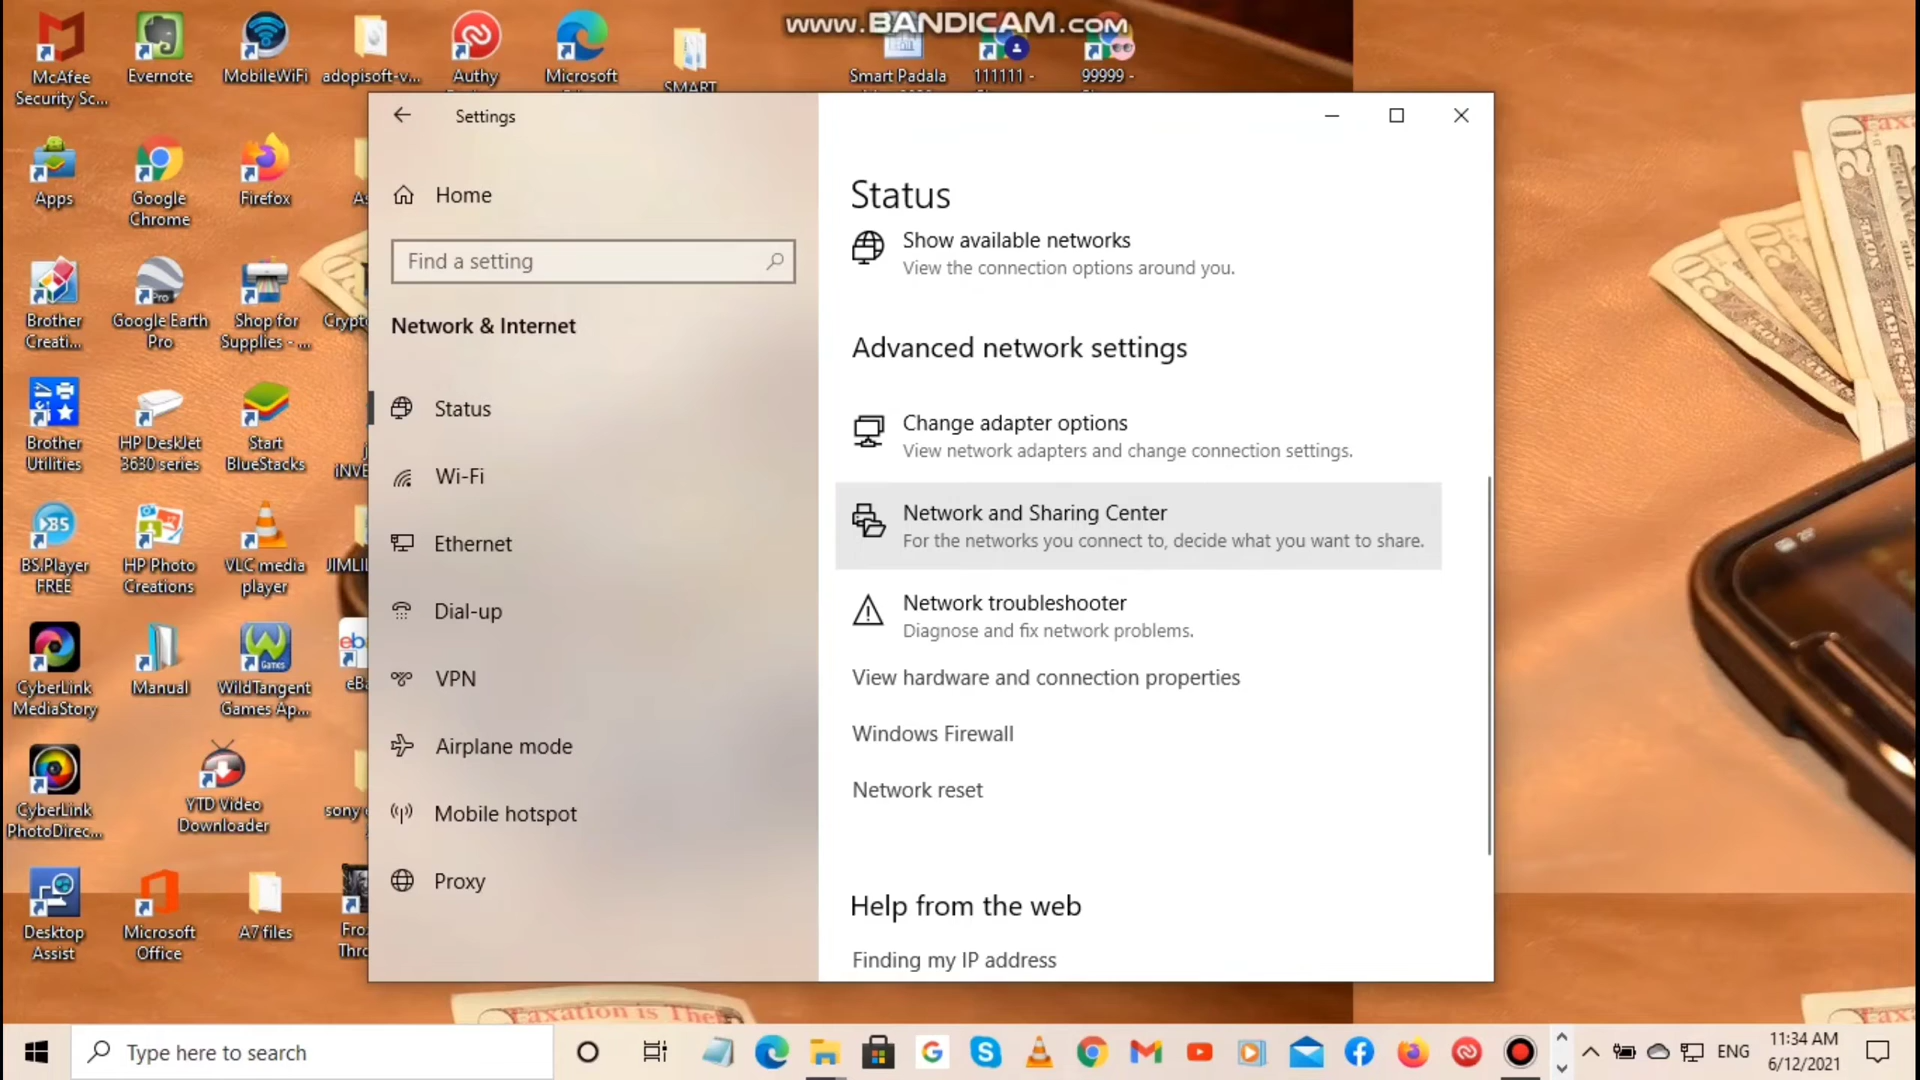 www.BANDICAM.com
McAfee
Security Sc...
Evernote
MobileWiFi
adopisoft-v...
Authy
Microsoft
SMART
Smart Padala
111111 -
99999 -
Apps
Google
Chrome
Firefox
Brother
Creati...
Google Earth
Pro
Shop for
Supplies - ...
Brother
Utilities
HP DeskJet
3630 series
Start
BlueStacks
BS.Player
FREE
HP Photo
Creations
VLC media
player
CyberLink
MediaStory
Manual
WildTangent
Games Ap...
CyberLink
PhotoDirec...
YTD Video
Downloader
Desktop
Assist
Microsoft
Office
A7 files
Settings
Home
Find a setting
Network & Internet
Status
Wi-Fi
Ethernet
Dial-up
VPN
Airplane mode
Mobile hotspot
Proxy
Status
Show available networks
View the connection options around you.
Advanced network settings
Change adapter options
View network adapters and change connection settings.
Network and Sharing Center
For the networks you connect to, decide what you want to share.
Network troubleshooter
Diagnose and fix network problems.
View hardware and connection properties
Windows Firewall
Network reset
Help from the web
Finding my IP address
Type here to search
ENG
11:34 AM
6/12/2021